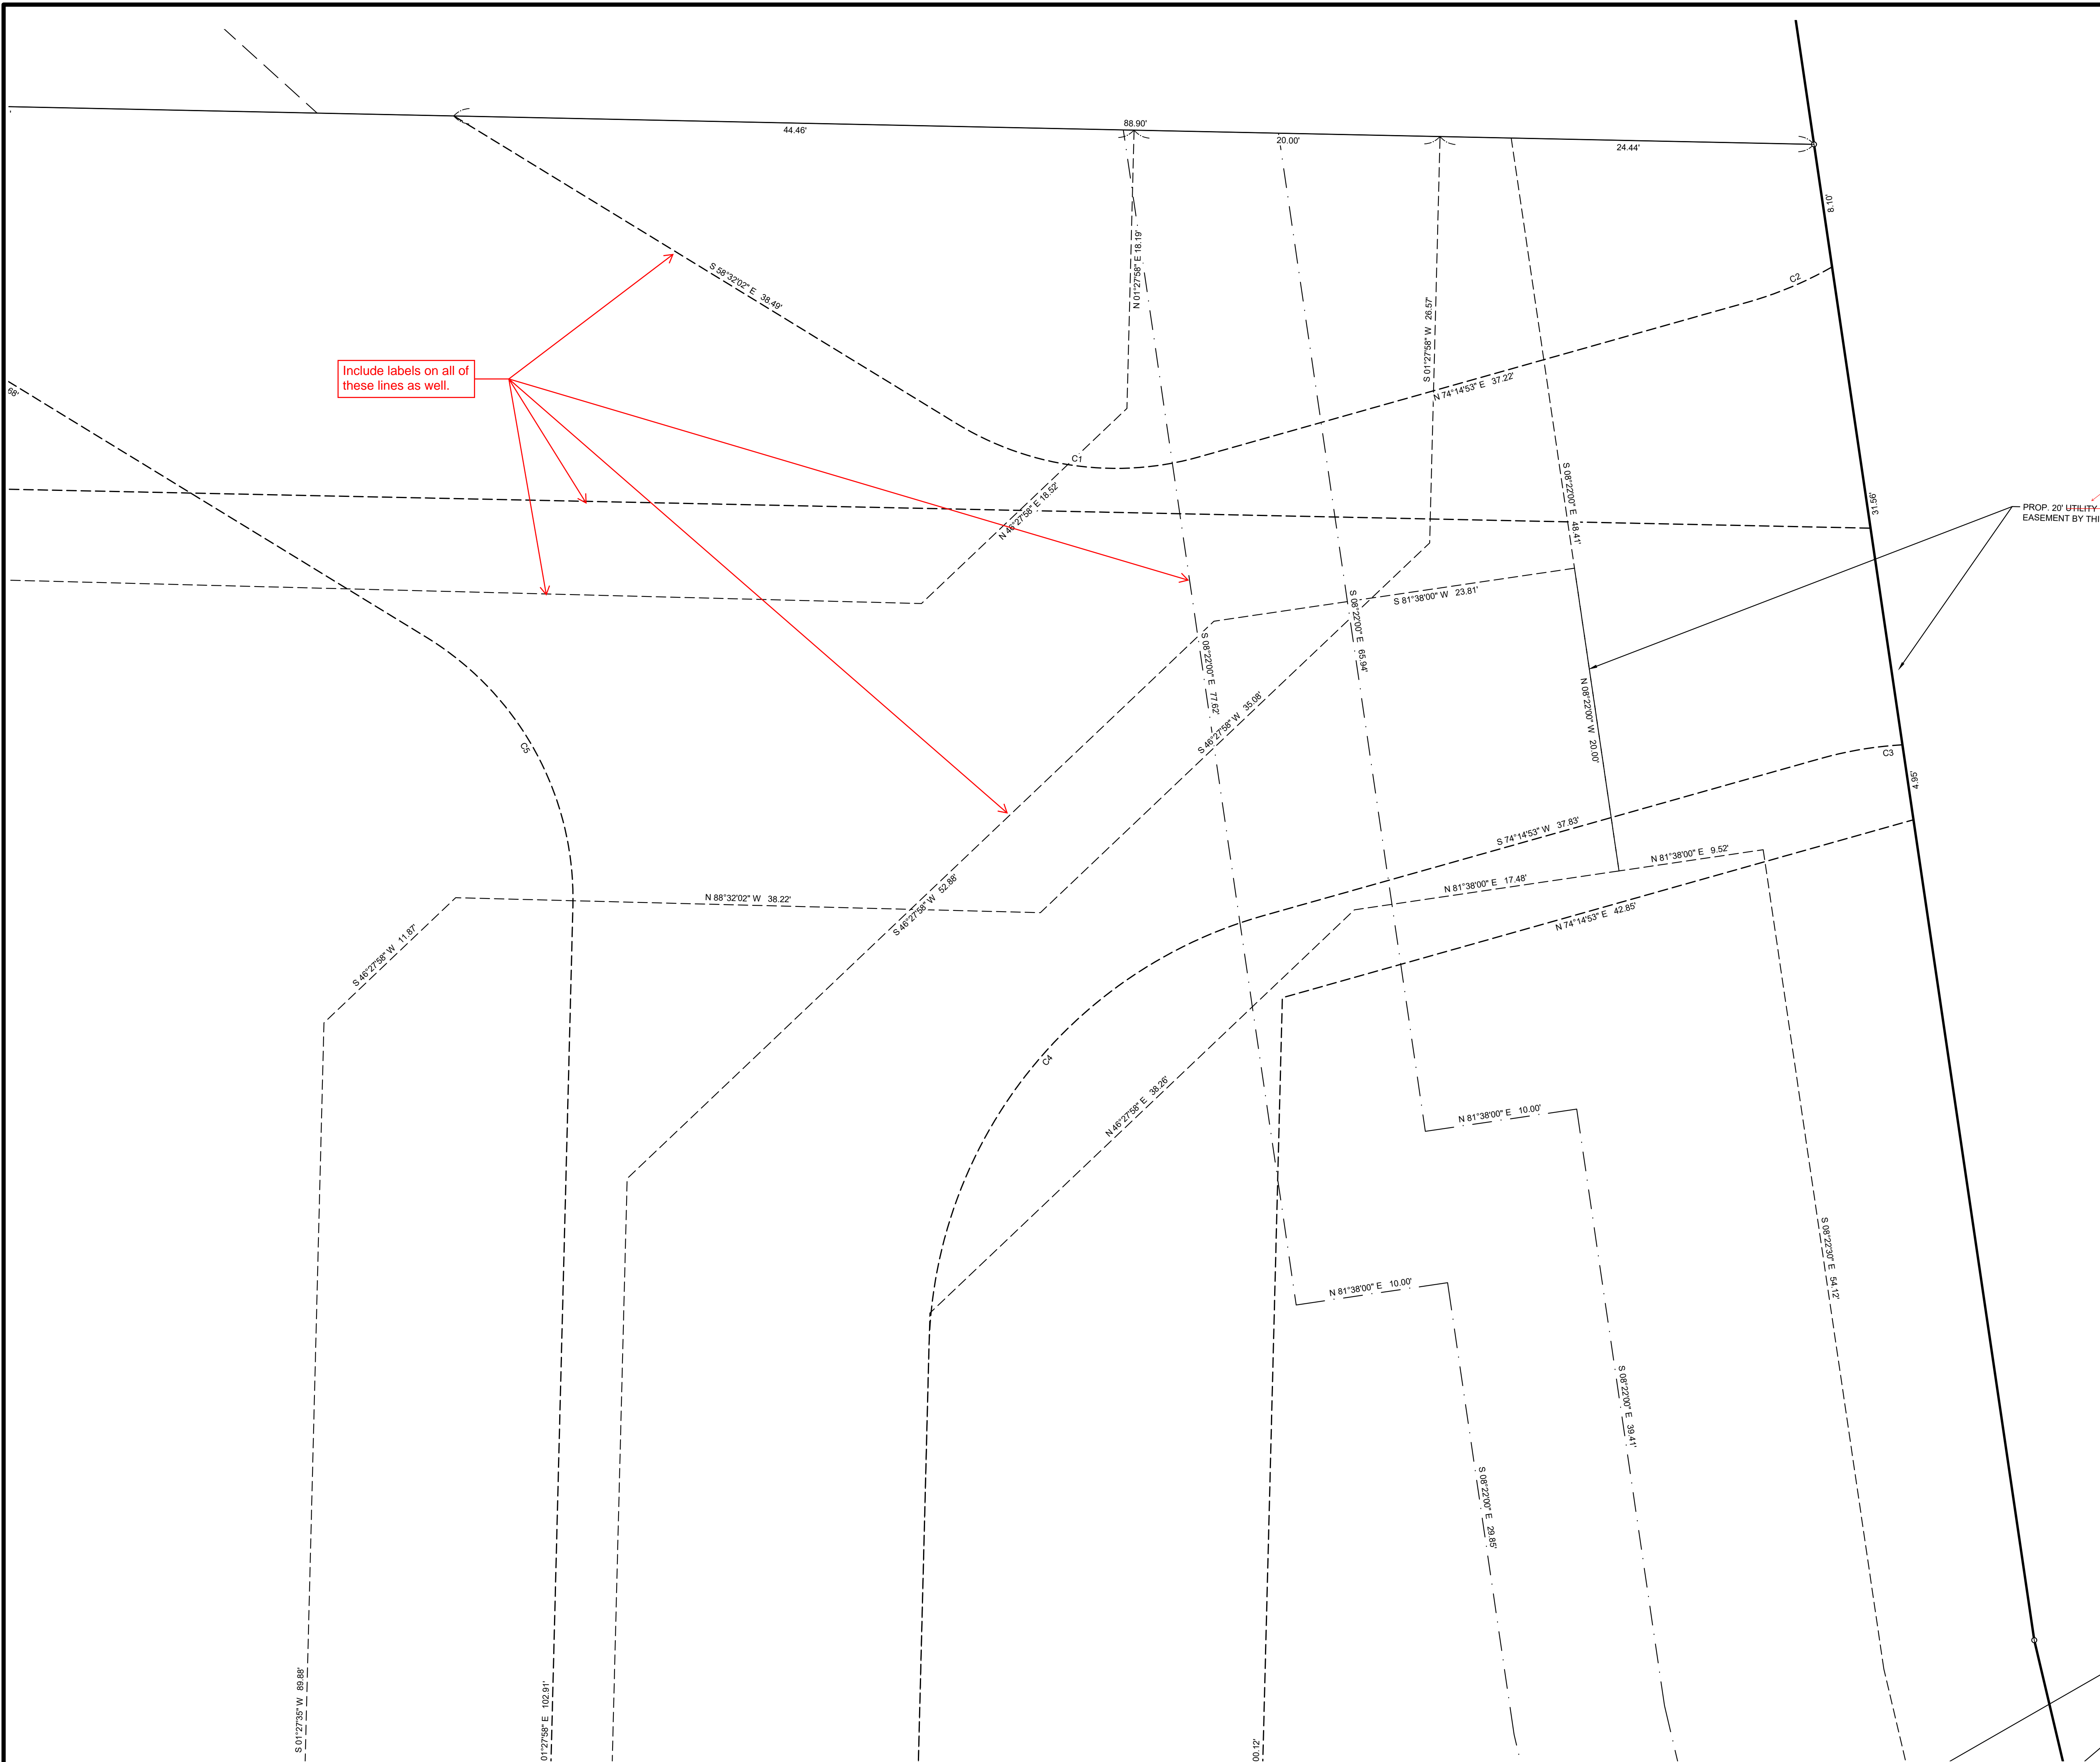 88.90'
44.46'
20.00'
24.44'
8.10'
N 01°27'58" E 18.19'
S 58°32'02" E 38.49'
C2
S 01°27'58" W 26.57'
Include labels on all of
these lines as well.
N 74°14'53" E 37.22'
68'
C1
N 46°27'58" E 18.52'
S 08°22'00" E 48.41'
31.56'
PROP. 20' UTILITY
EASEMENT BY THI
S 81°38'00" W 23.81'
S 08°22'00" E 65.94'
S 08°22'00" E 77.62'
S 46°27'58" W 35.08'
N 08°22'00" W 20.00'
C5
C3
4.95'
S 74°14'53" W 37.83'
N 81°38'00" E 9.52'
N 81°38'00" E 17.48'
N 88°32'02" W 38.22'
S 46°27'58" W 52.88'
N 74°14'53" E 42.85'
S 46°27'58" W 11.87'
C4
N 46°27'58" E 38.26'
N 81°38'00" E 10.00'
S 08°22'30" E 54.12'
N 81°38'00" E 10.00'
S 08°22'00" E 39.41'
S 08°22'00" E 29.85'
S 01°27'35" W 89.88'
01°27'58" E 102.91'
00.12'